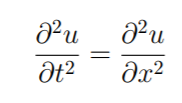 ∂²u/∂t² = ∂²u/∂x²